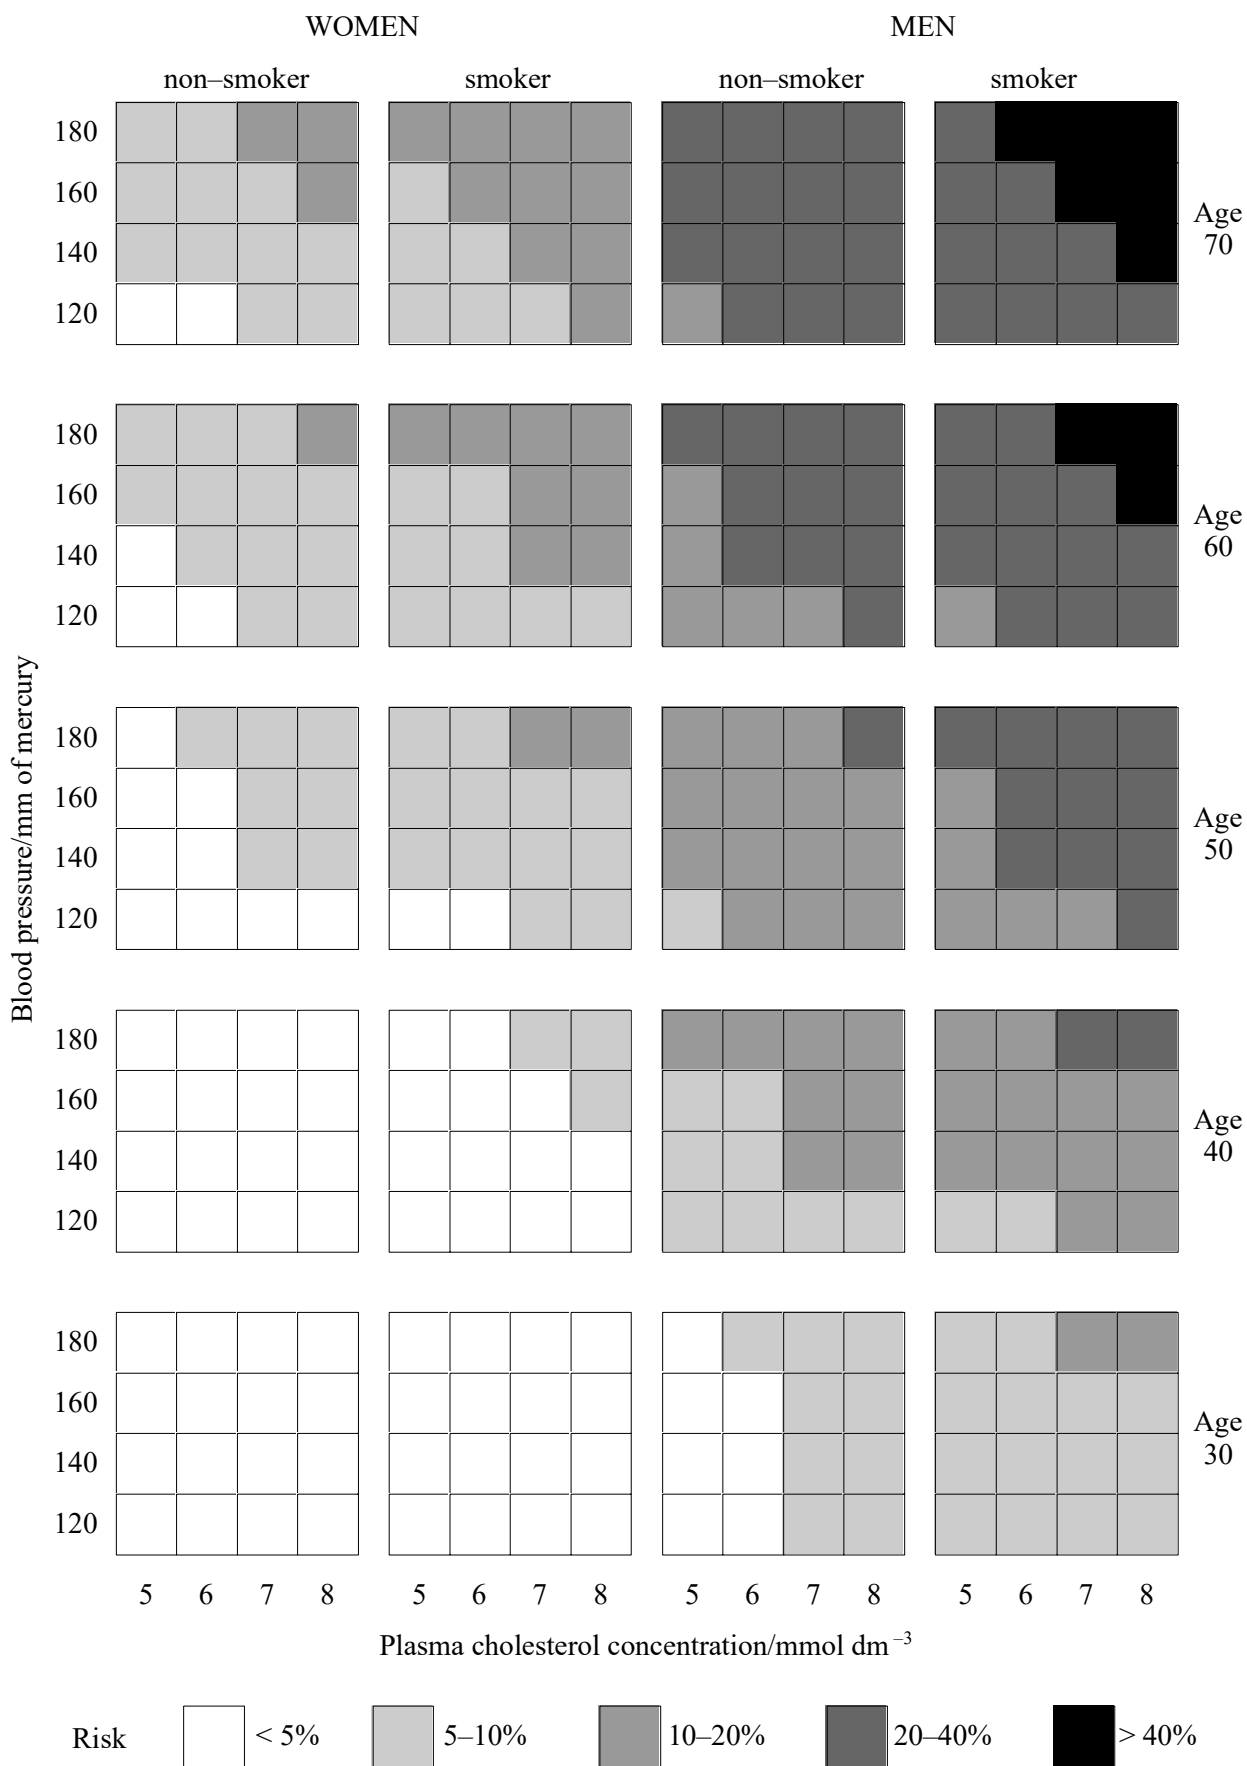 WOMEN MEN
non–smoker smoker non–smoker smoker
180
160
140
120
Age
70
180
160
140
120
Age
60
180
160
140
120
Age
50
180
160
140
120
Age
40
180
160
140
120
Age
30
Blood pressure/mm of mercury
5 6 7 8 5 6 7 8 5 6 7 8 5 6 7 8
Plasma cholesterol concentration/mmol dm⁻³
Risk < 5% 5–10% 10–20% 20–40% > 40%